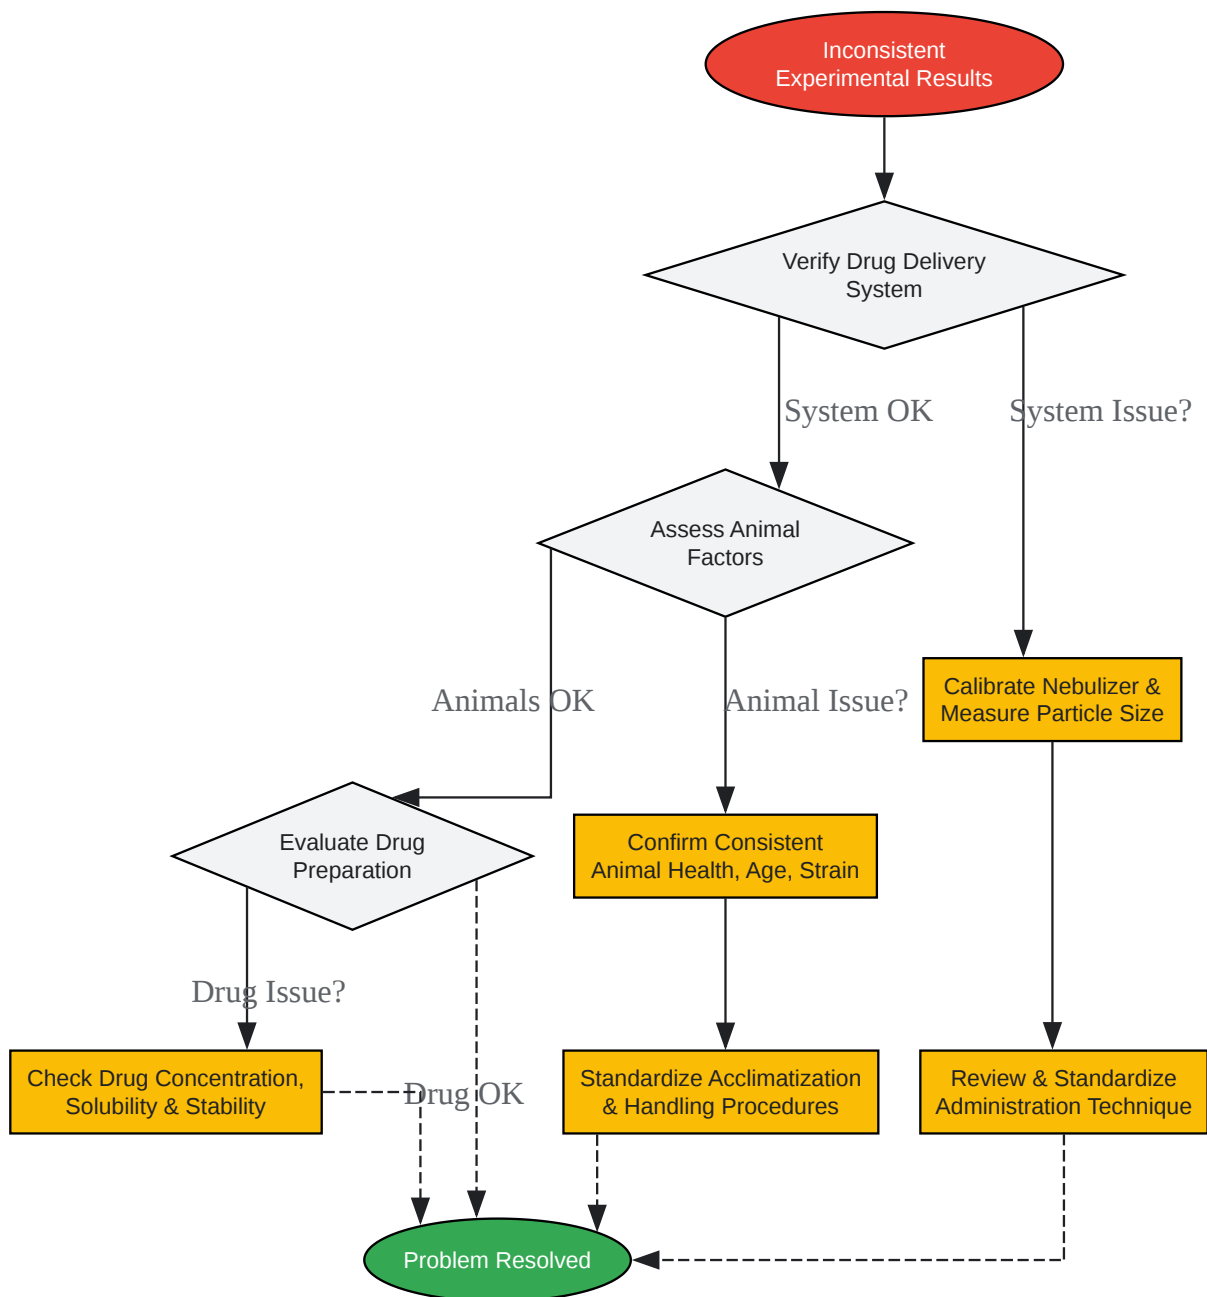 Inconsistent
Experimental Results
Verify Drug Delivery
System
System OK
System Issue?
Assess Animal
Factors
Calibrate Nebulizer &
Measure Particle Size
Animals OK
Animal Issue?
Evaluate Drug
Preparation
Confirm Consistent
Animal Health, Age, Strain
Drug Issue?
Check Drug Concentration,
Solubility & Stability
Drug OK
Standardize Acclimatization
& Handling Procedures
Review & Standardize
Administration Technique
Problem Resolved